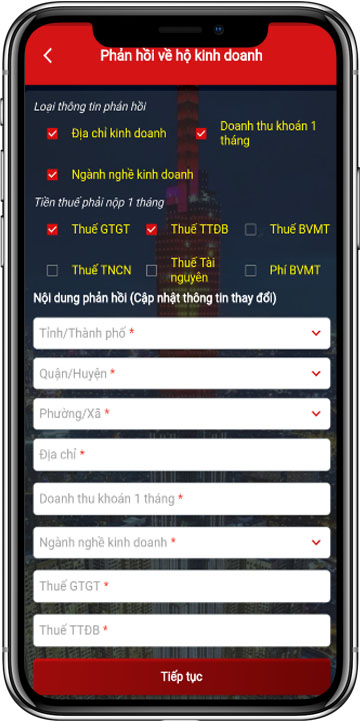 Phản hồi về hộ kinh doanh
Loại thông tin phản hồi
Địa chỉ kinh doanh
Doanh thu khoán 1
tháng
Ngành nghề kinh doanh
Tiền thuế phải nộp 1 tháng
Thuế GTGT
Thuế TTĐB
Thuế BVMT
Thuế TNCN
Thuế Tài
nguyên
Phí BVMT
Nội dung phản hồi (Cập nhật thông tin thay đổi)
Tỉnh/Thành phố *
Quận/Huyện *
Phường/Xã *
Địa chỉ *
Doanh thu khoán 1 tháng *
Ngành nghề kinh doanh *
Thuế GTGT *
Thuế TTĐB *
Tiếp tục